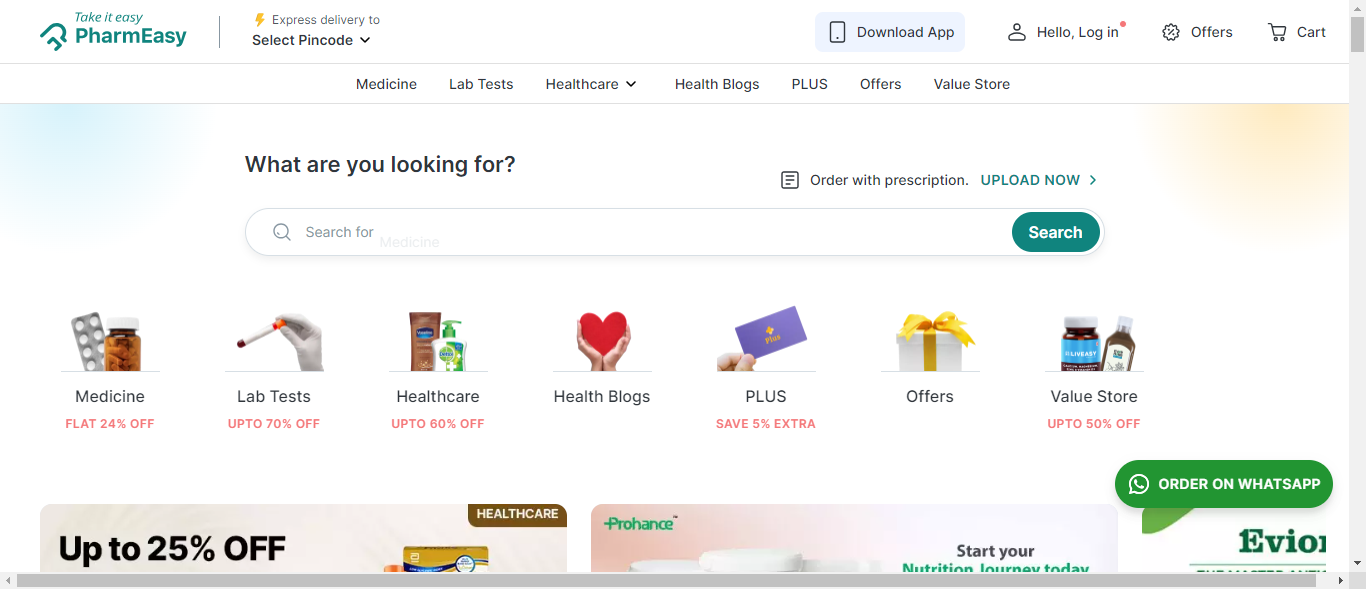 Take it easy
PharmEasy
Express delivery to
Select Pincode
Download App
Hello, Log in
Offers
Cart
Medicine
Lab Tests
Healthcare
Health Blogs
PLUS
Offers
Value Store
What are you looking for?
Order with prescription.
UPLOAD NOW
Search for
Medicine
Search
Plus
LIVEASY
Medicine
Lab Tests
Healthcare
Health Blogs
PLUS
Offers
Value Store
FLAT 24% OFF
UPTO 70% OFF
UPTO 60% OFF
SAVE 5% EXTRA
UPTO 50% OFF
ORDER ON WHATSAPP
HEALTHCARE
Up to 25% OFF
Prohance™
Start your
Nutrition Journey today
Evion